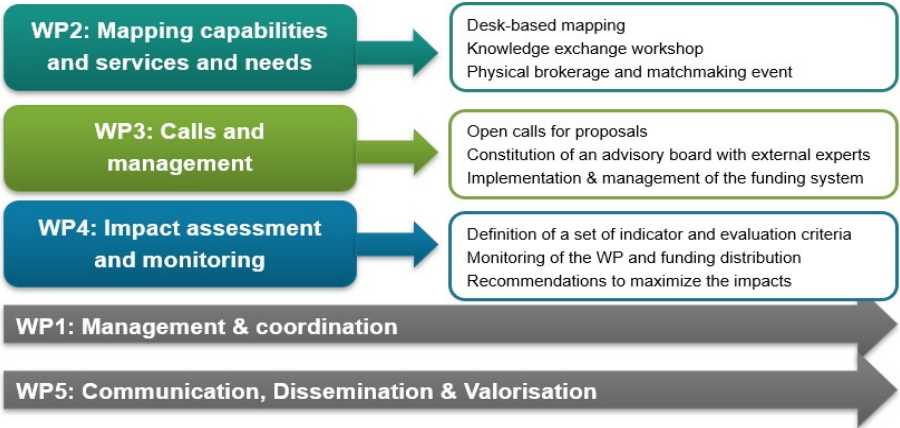 WP2: Mapping capabilities
and services and needs
Desk-based mapping
Knowledge exchange workshop
Physical brokerage and matchmaking event
WP3: Calls and
management
Open calls for proposals
Constitution of an advisory board with external experts
Implementation & management of the funding system
WP4: Impact assessment
and monitoring
Definition of a set of indicator and evaluation criteria
Monitoring of the WP and funding distribution
Recommendations to maximize the impacts
WP1: Management & coordination
WP5: Communication, Dissemination & Valorisation